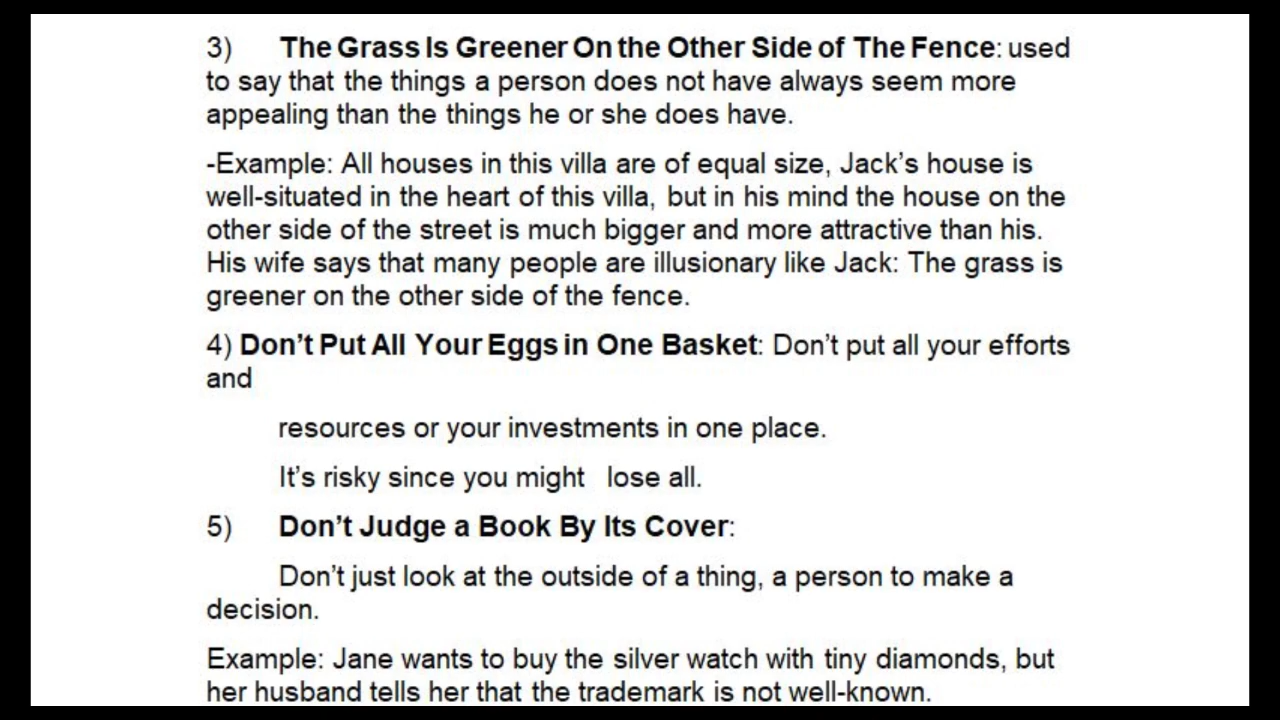 3) The Grass Is Greener On the Other Side of The Fence: used
to say that the things a person does not have always seem more
appealing than the things he or she does have.
-Example: All houses in this villa are of equal size, Jack’s house is
well-situated in the heart of this villa, but in his mind the house on the
other side of the street is much bigger and more attractive than his.
His wife says that many people are illusionary like Jack: The grass is
greener on the other side of the fence.
4) Don’t Put All Your Eggs in One Basket: Don’t put all your efforts
and
resources or your investments in one place.
It’s risky since you might lose all.
5) Don’t Judge a Book By Its Cover:
Don’t just look at the outside of a thing, a person to make a
decision.
Example: Jane wants to buy the silver watch with tiny diamonds, but
her husband tells her that the trademark is not well-known.